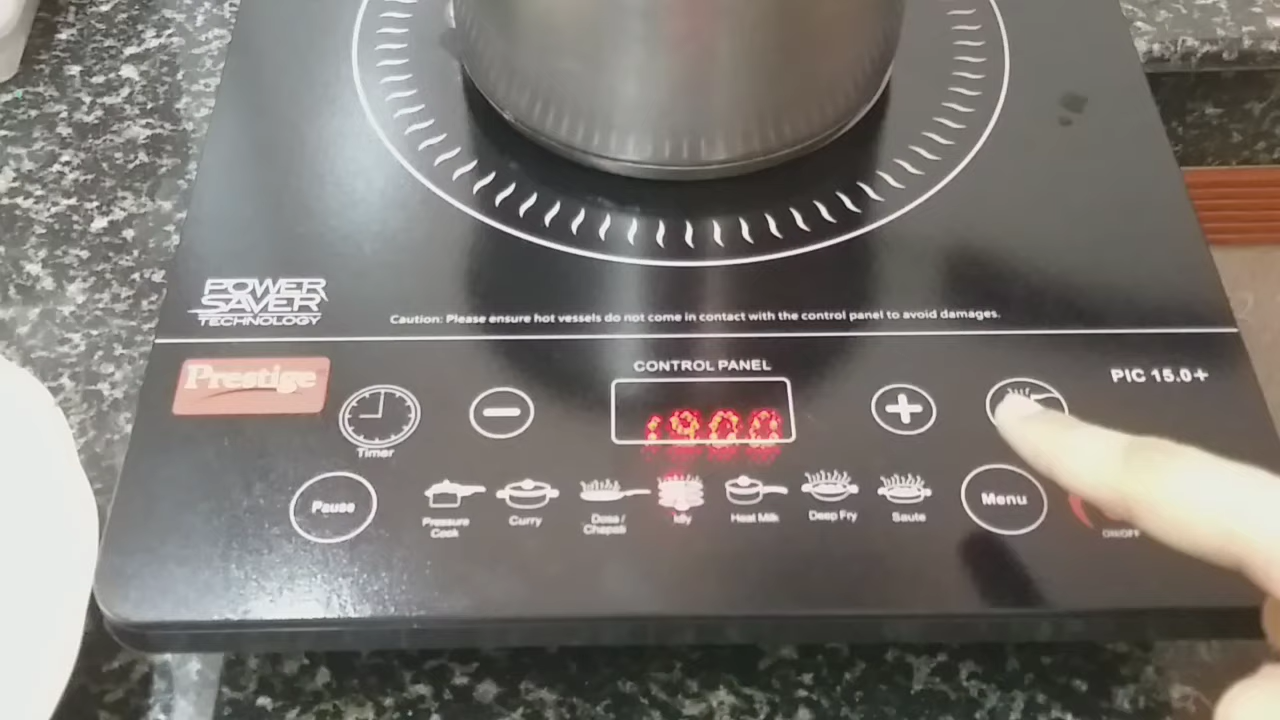 POWER
SAVER
TECHNOLOGY
Caution: Please ensure hot vessels do not come in contact with the control panel to avoid damages.
Prestige
CONTROL PANEL
PIC 15.0+
1900
Timer
Pause
Pressure Cook
Curry
Dosa / Chapati
Idly
Heat Milk
Deep Fry
Saute
Menu
ON/OFF